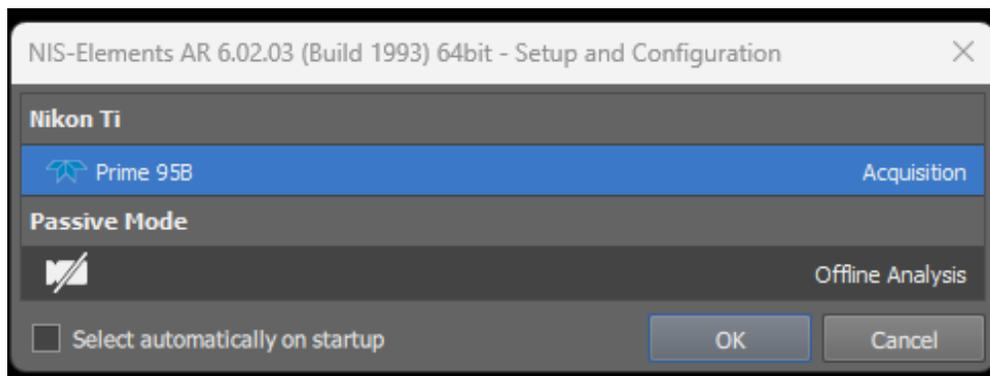 NIS-Elements AR 6.02.03 (Build 1993) 64bit - Setup and Configuration
Nikon Ti
Prime 95B Acquisition
Passive Mode
Offline Analysis
Select automatically on startup OK Cancel